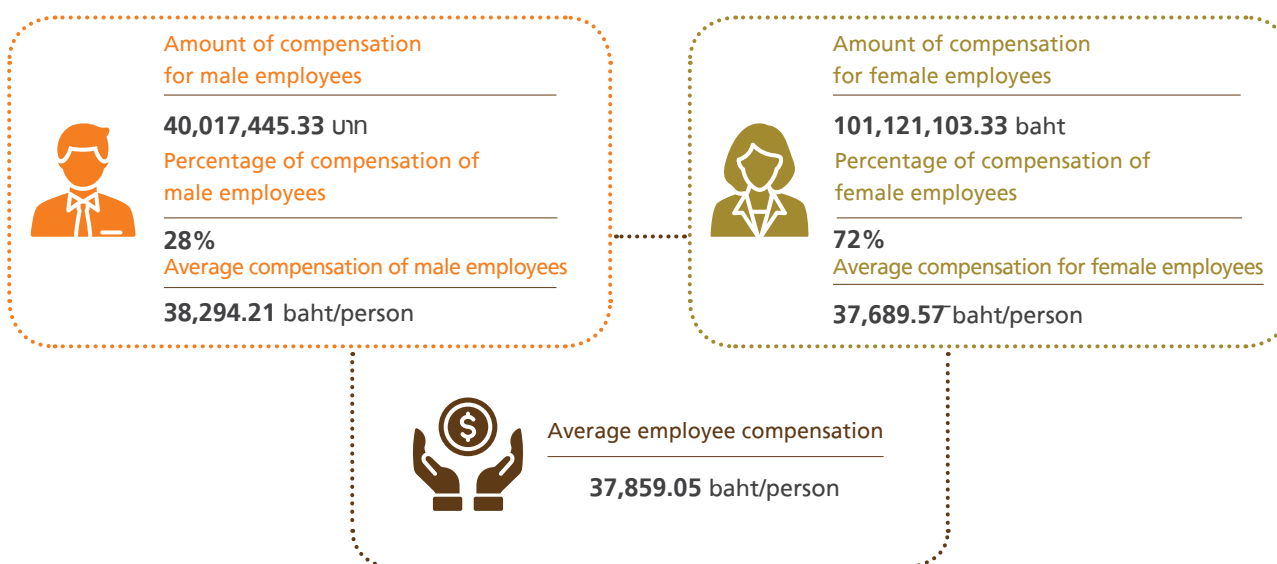 Amount of compensation
for male employees
40,017,445.33 บาท
Percentage of compensation of
male employees
28%
Average compensation of male employees
38,294.21 baht/person
Amount of compensation
for female employees
101,121,103.33 baht
Percentage of compensation of
female employees
72%
Average compensation for female employees
37,689.57 baht/person
$
Average employee compensation
37,859.05 baht/person